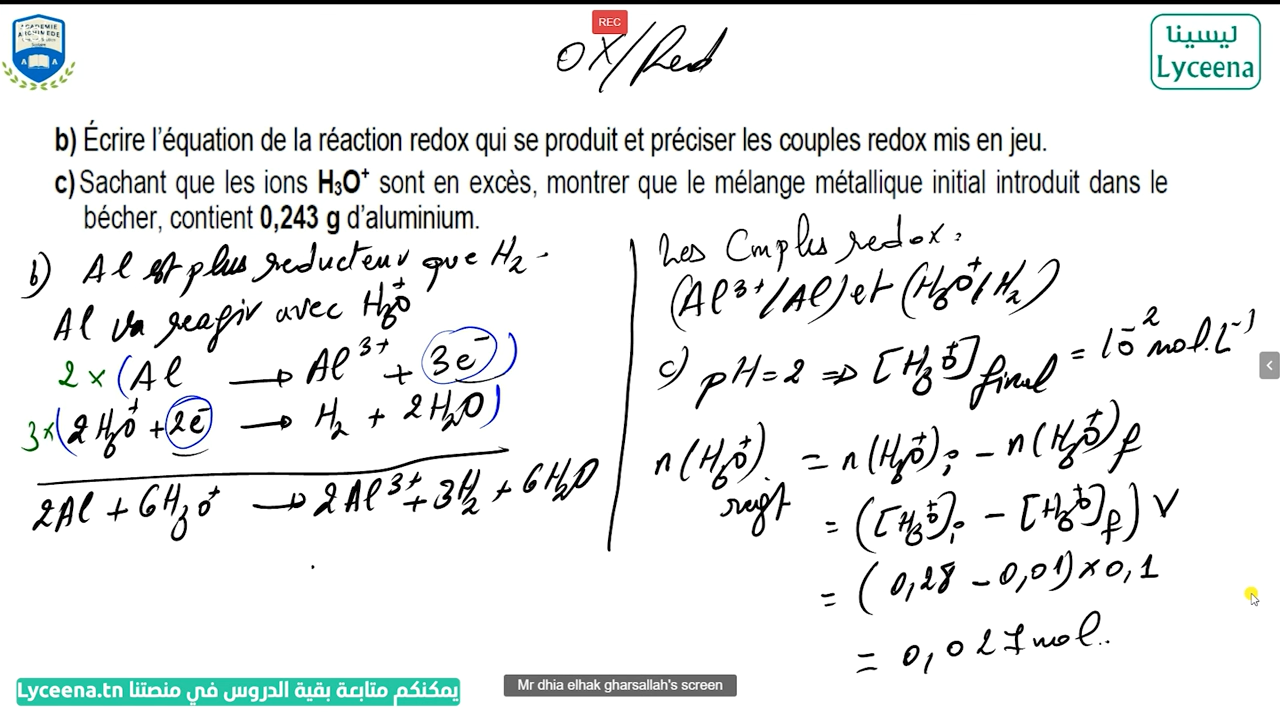 REC
ACADEMIE
ARCHIMEDE
A A
ليسينا
Lyceena
OX/Red
b) Écrire l'équation de la réaction redox qui se produit et préciser les couples redox mis en jeu.
c) Sachant que les ions H₃O⁺ sont en excès, montrer que le mélange métallique initial introduit dans le
bécher, contient 0,243 g d'aluminium.
b) Al est plus reducteur que H₂.
Al va reagir avec H₃O⁺
2 × (Al → Al³⁺ + 3e⁻)
3 × (2H₃O⁺ + 2e⁻ → H₂ + 2H₂O)
2Al + 6H₃O⁺ → 2Al³⁺ + 3H₂ + 6H₂O
Les Cmples redox:
(Al³⁺/Al) et (H₃O⁺/H₂)
c) pH = 2 ⇒ [H₃O⁺]final = 10⁻² mol.L⁻¹
n(H₃O⁺)reagt = n(H₃O⁺)i - n(H₃O⁺)f
= ([H₃O⁺]i - [H₃O⁺]f) V
= (0,28 - 0,01) × 0,1
= 0,027 mol.
يمكنكم متابعة بقية الدروس في منصتنا Lyceena.tn
Mr dhia elhak gharsallah's screen